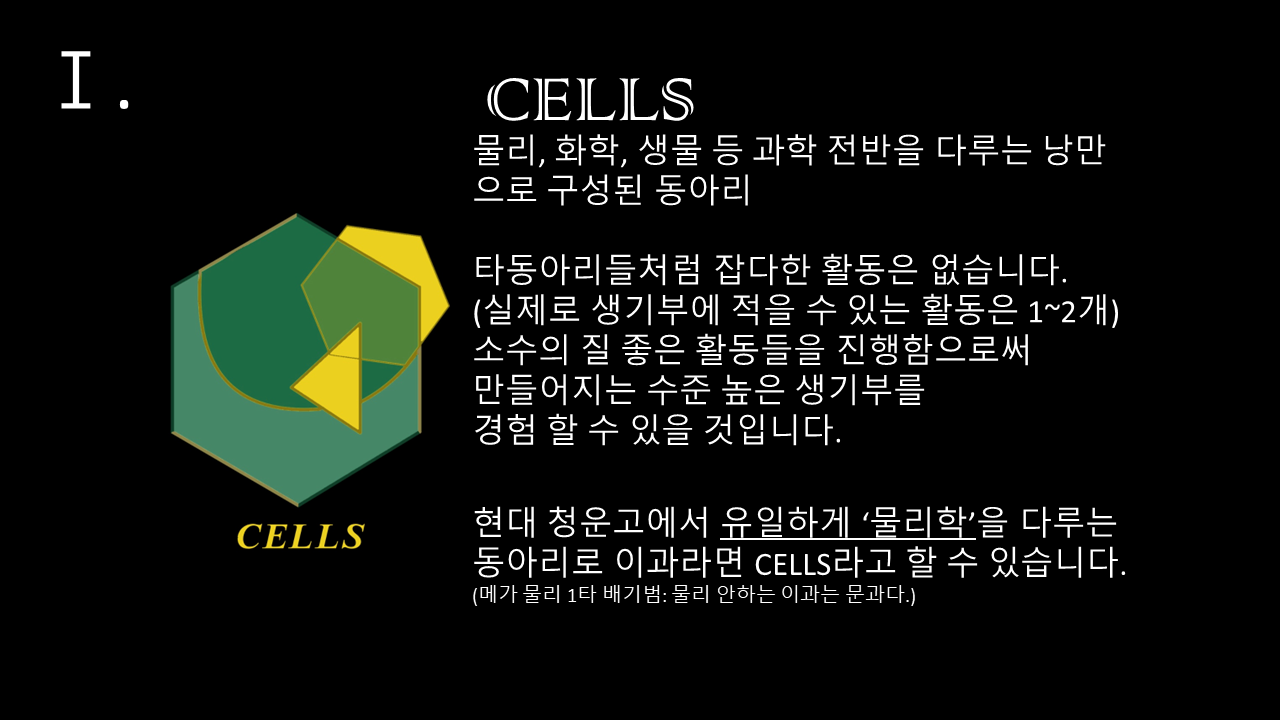 I.
CELLS
물리, 화학, 생물 등 과학 전반을 다루는 낭만
으로 구성된 동아리
타동아리들처럼 잡다한 활동은 없습니다.
(실제로 생기부에 적을 수 있는 활동은 1~2개)
소수의 질 좋은 활동들을 진행함으로써
만들어지는 수준 높은 생기부를
경험 할 수 있을 것입니다.
CELLS
현대 청운고에서 유일하게 ‘물리학’을 다루는
동아리로 이과라면 CELLS라고 할 수 있습니다.
(메가 물리 1타 배기범: 물리 안하는 이과는 문과다.)